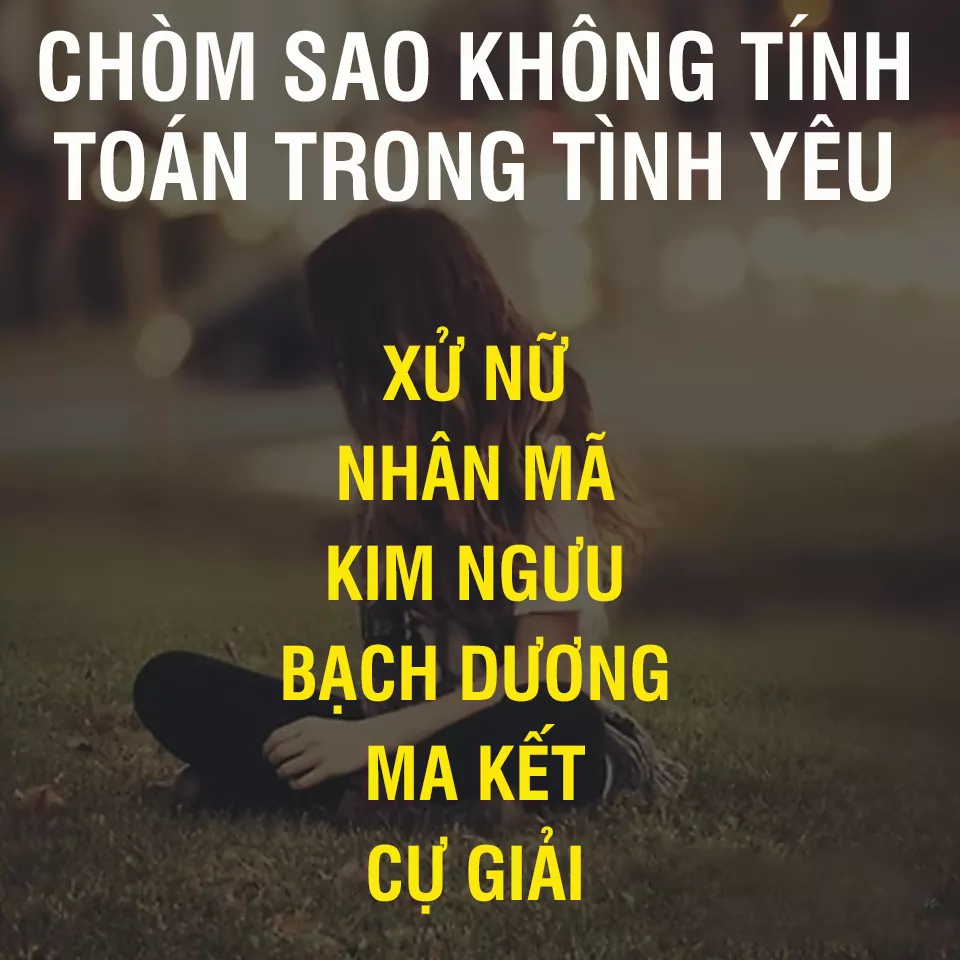 CHÒM SAO KHÔNG TÍNH
TOÁN TRONG TÌNH YÊU
XỬ NỮ
NHÂN MÃ
KIM NGƯU
BẠCH DƯƠNG
MA KẾT
CỰ GIẢI